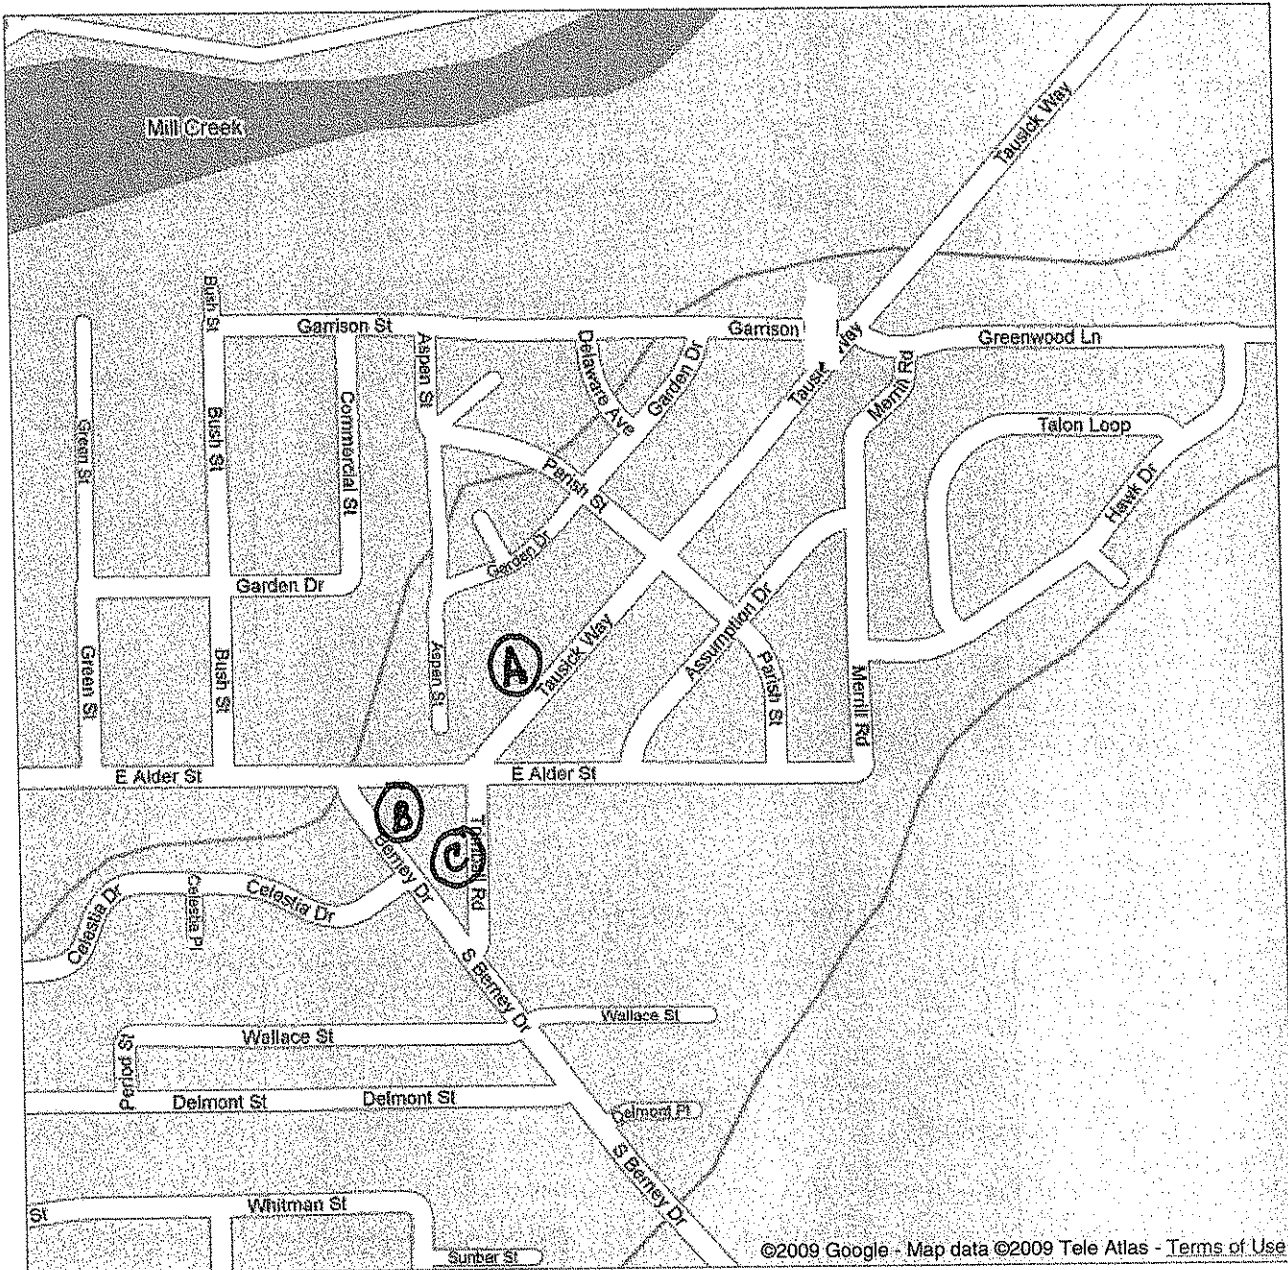 Mill Creek
Tausick Way
Bush St
Garrison St
Garrison
Greenwood Ln
Aspen St
Delaware Ave
Garden Dr
Way
Merrill Rd
Talon Loop
Green St
Bush St
Commercial St
Parish St
Hawk Dr
Garden Dr
Garden Dr
Assumption Dr
A
Tausick Way
Parish St
Green St
Bush St
Aspen St
Merrill Rd
E Alder St
E Alder St
B
Berney Dr
C
Rd
Celestia Dr
Celestia Pl
Celestia Dr
S Berney Dr
Wallace St
Wallace St
Period St
Delmont St
Delmont St
Delmont Pl
S Berney Dr
St
Whitman St
Sunber St
©2009 Google - Map data ©2009 Tele Atlas - Terms of Use